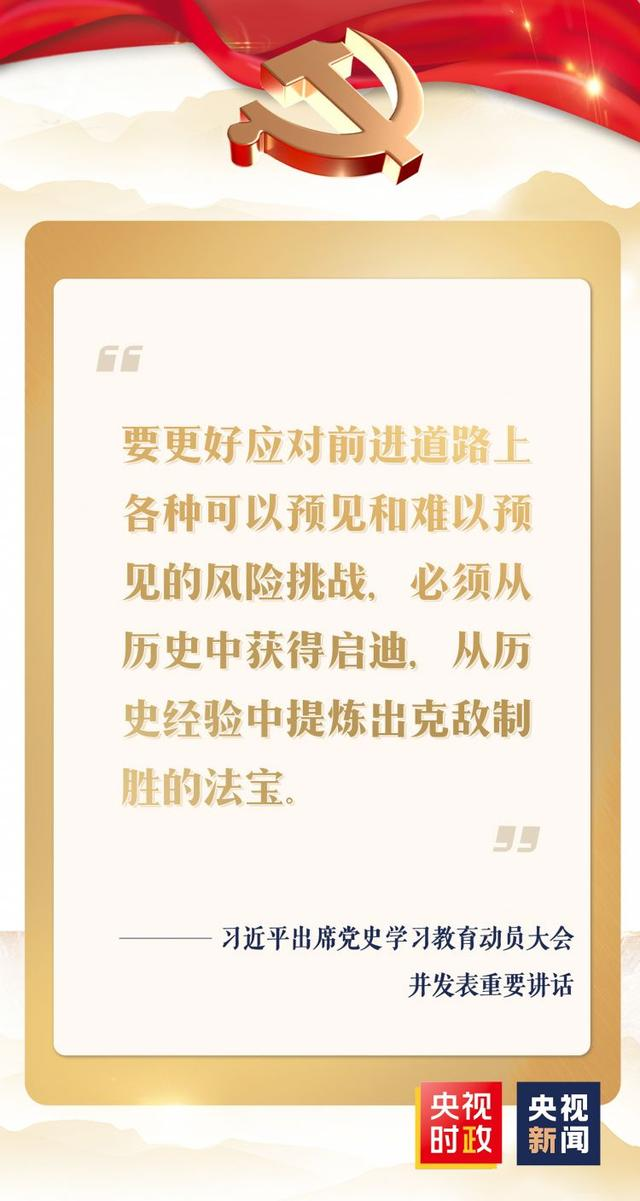 “
要更好应对前进道路上
各种可以预见和难以预
见的风险挑战，必须从
历史中获得启迪，从历
史经验中提炼出克敌制
胜的法宝。
”
——习近平出席党史学习教育动员大会
并发表重要讲话
央视
时政
央视
新闻